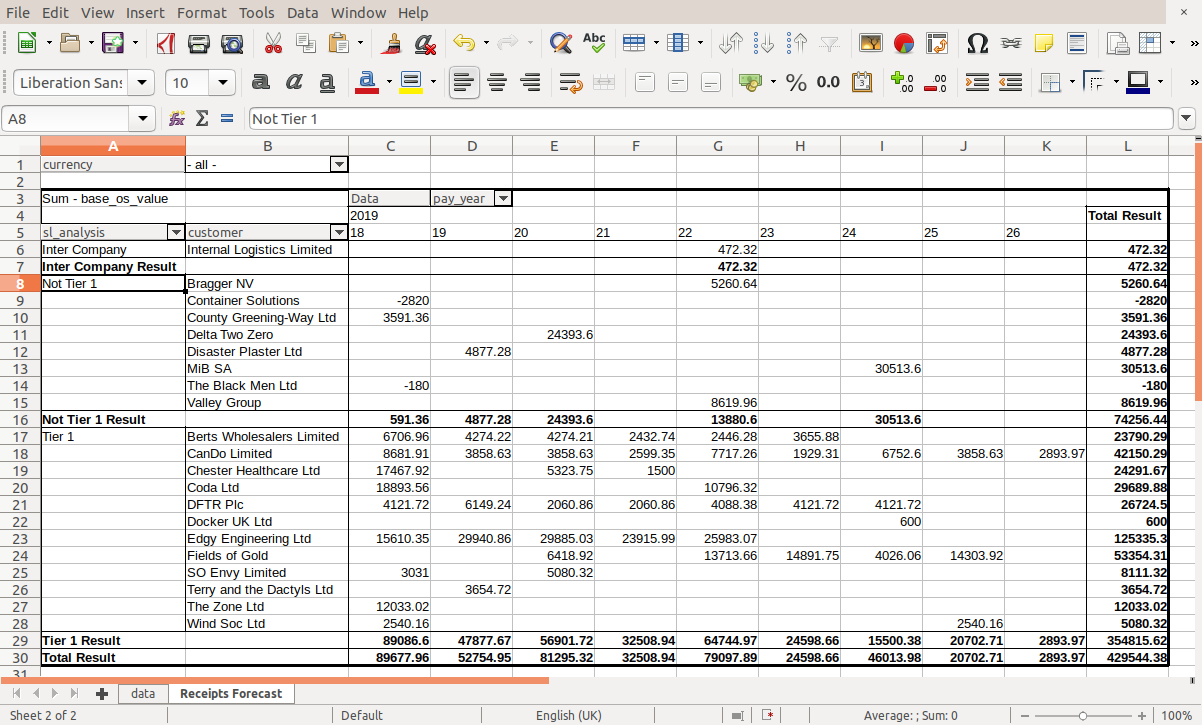 File Edit View Insert Format Tools Data Window Help
Abc
Liberation Sans 10 a a a a % 0.0
A8 Not Tier 1
A B C D E F G H I J K L
1 currency - all -
2
3 Sum - base_os_value Data pay_year
4 2019 Total Result
5 sl_analysis customer 18 19 20 21 22 23 24 25 26
6 Inter Company Internal Logistics Limited 472.32 472.32
7 Inter Company Result 472.32 472.32
8 Not Tier 1 Bragger NV 5260.64 5260.64
9 Container Solutions -2820 -2820
10 County Greening-Way Ltd 3591.36 3591.36
11 Delta Two Zero 24393.6 24393.6
12 Disaster Plaster Ltd 4877.28 4877.28
13 MiB SA 30513.6 30513.6
14 The Black Men Ltd -180 -180
15 Valley Group 8619.96 8619.96
16 Not Tier 1 Result 591.36 4877.28 24393.6 13880.6 30513.6 74256.44
17 Tier 1 Berts Wholesalers Limited 6706.96 4274.22 4274.21 2432.74 2446.28 3655.88 23790.29
18 CanDo Limited 8681.91 3858.63 3858.63 2599.35 7717.26 1929.31 6752.6 3858.63 2893.97 42150.29
19 Chester Healthcare Ltd 17467.92 5323.75 1500 24291.67
20 Coda Ltd 18893.56 10796.32 29689.88
21 DFTR Plc 4121.72 6149.24 2060.86 2060.86 4088.38 4121.72 4121.72 26724.5
22 Docker UK Ltd 600 600
23 Edgy Engineering Ltd 15610.35 29940.86 29885.03 23915.99 25983.07 125335.3
24 Fields of Gold 6418.92 13713.66 14891.75 4026.06 14303.92 53354.31
25 SO Envy Limited 3031 5080.32 8111.32
26 Terry and the Dactyls Ltd 3654.72 3654.72
27 The Zone Ltd 12033.02 12033.02
28 Wind Soc Ltd 2540.16 2540.16 5080.32
29 Tier 1 Result 89086.6 47877.67 56901.72 32508.94 64744.97 24598.66 15500.38 20702.71 2893.97 354815.62
30 Total Result 89677.96 52754.95 81295.32 32508.94 79097.89 24598.66 46013.98 20702.71 2893.97 429544.38
31
data Receipts Forecast
Sheet 2 of 2 Default English (UK) Average: ; Sum: 0 100%